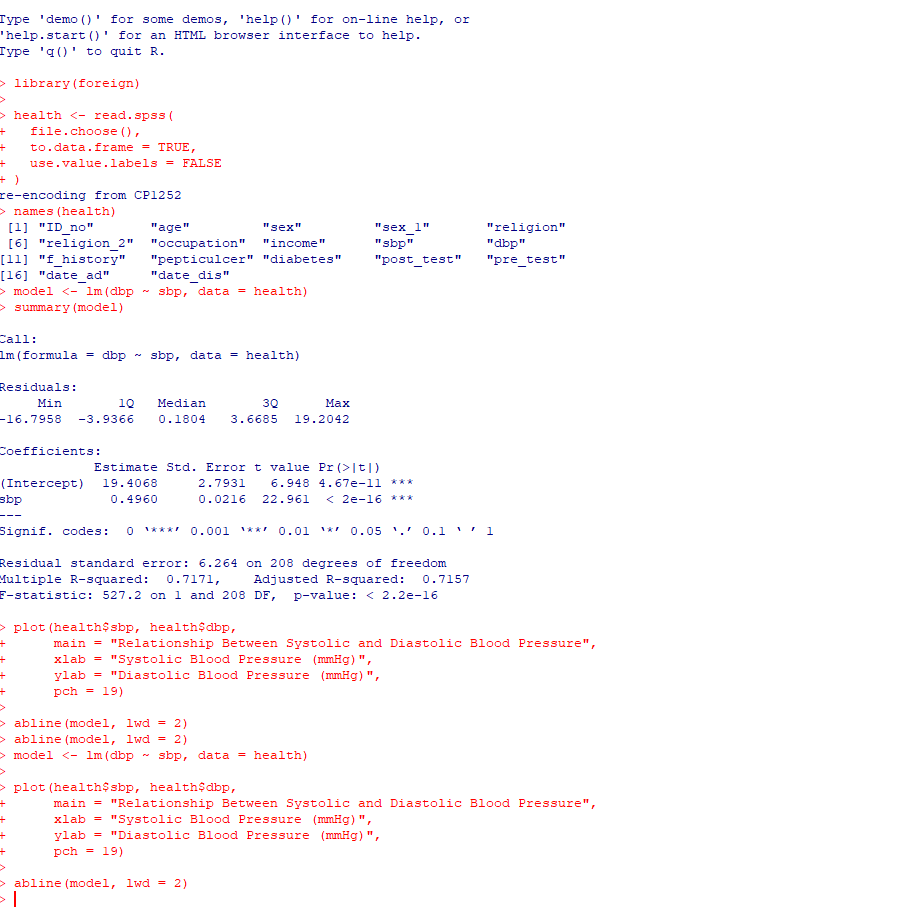 Type 'demo()' for some demos, 'help()' for on-line help, or
'help.start()' for an HTML browser interface to help.
Type 'q()' to quit R.

> library(foreign)
>
> health <- read.spss(
+   file.choose(),
+   to.data.frame = TRUE,
+   use.value.labels = FALSE
+ )
re-encoding from CP1252
> names(health)
 [1] "ID_no"       "age"         "sex"         "sex_1"       "religion"
 [6] "religion_2"  "occupation"  "income"      "sbp"         "dbp"
[11] "f_history"   "pepticulcer" "diabetes"    "post_test"   "pre_test"
[16] "date_ad"     "date_dis"
> model <- lm(dbp ~ sbp, data = health)
> summary(model)

Call:
lm(formula = dbp ~ sbp, data = health)

Residuals:
     Min       1Q   Median       3Q      Max
-16.7958  -3.9366   0.1804   3.6685  19.2042

Coefficients:
            Estimate Std. Error t value Pr(>|t|)
(Intercept)  19.4068     2.7931   6.948 4.67e-11 ***
sbp           0.4960     0.0216  22.961  < 2e-16 ***
---
Signif. codes:  0 ‘***’ 0.001 ‘**’ 0.01 ‘*’ 0.05 ‘.’ 0.1 ‘ ’ 1

Residual standard error: 6.264 on 208 degrees of freedom
Multiple R-squared:  0.7171,    Adjusted R-squared:  0.7157
F-statistic: 527.2 on 1 and 208 DF,  p-value: < 2.2e-16

> plot(health$sbp, health$dbp,
+      main = "Relationship Between Systolic and Diastolic Blood Pressure",
+      xlab = "Systolic Blood Pressure (mmHg)",
+      ylab = "Diastolic Blood Pressure (mmHg)",
+      pch = 19)
>
> abline(model, lwd = 2)
> abline(model, lwd = 2)
> model <- lm(dbp ~ sbp, data = health)
>
> plot(health$sbp, health$dbp,
+      main = "Relationship Between Systolic and Diastolic Blood Pressure",
+      xlab = "Systolic Blood Pressure (mmHg)",
+      ylab = "Diastolic Blood Pressure (mmHg)",
+      pch = 19)
>
> abline(model, lwd = 2)
>